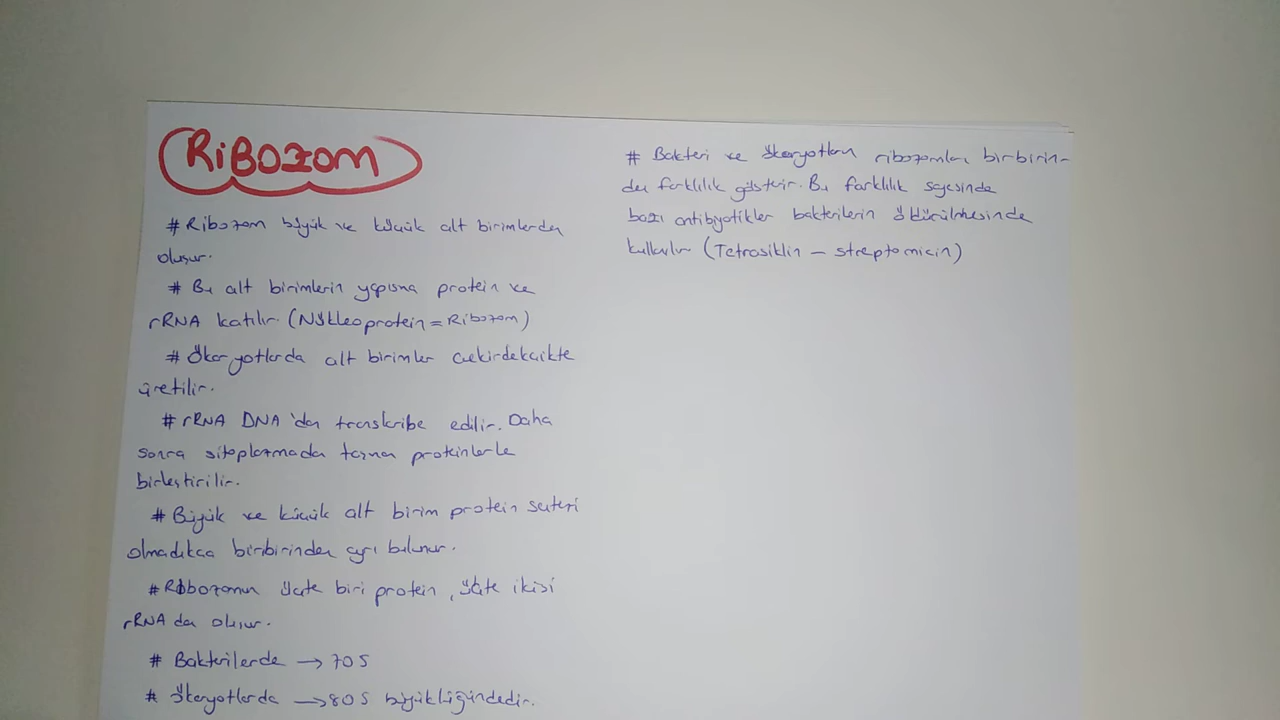 RiBOZOM
# Ribozom büyük ve küçük alt birimlerden
oluşur.
# Bu alt birimlerin yapısına protein ve
rRNA katılır. (Nükleoprotein = Ribozom)
# Ökaryotlarda alt birimler çekirdekçikte
üretilir.
# rRNA DNA'dan transkribe edilir. Daha
sonra sitoplazmada taşınan proteinlerle
birleştirilir.
# Büyük ve küçük alt birim protein sentezi
olmadıkça biribirinden ayrı bulunur.
# Ribozomun üçte biri protein, üçte ikisi
rRNA dan oluşur.
# Bakterilerde → 70S
# Ökaryotlarda → 80S büyüklüğündedir.
# Bakteri ve ökaryotların ribozomları birbirin-
den farklılık gösterir. Bu farklılık sayesinde
bazı antibiyotikler bakterilerin öldürülmesinde
kullanılır (Tetrasiklin - streptomicin)